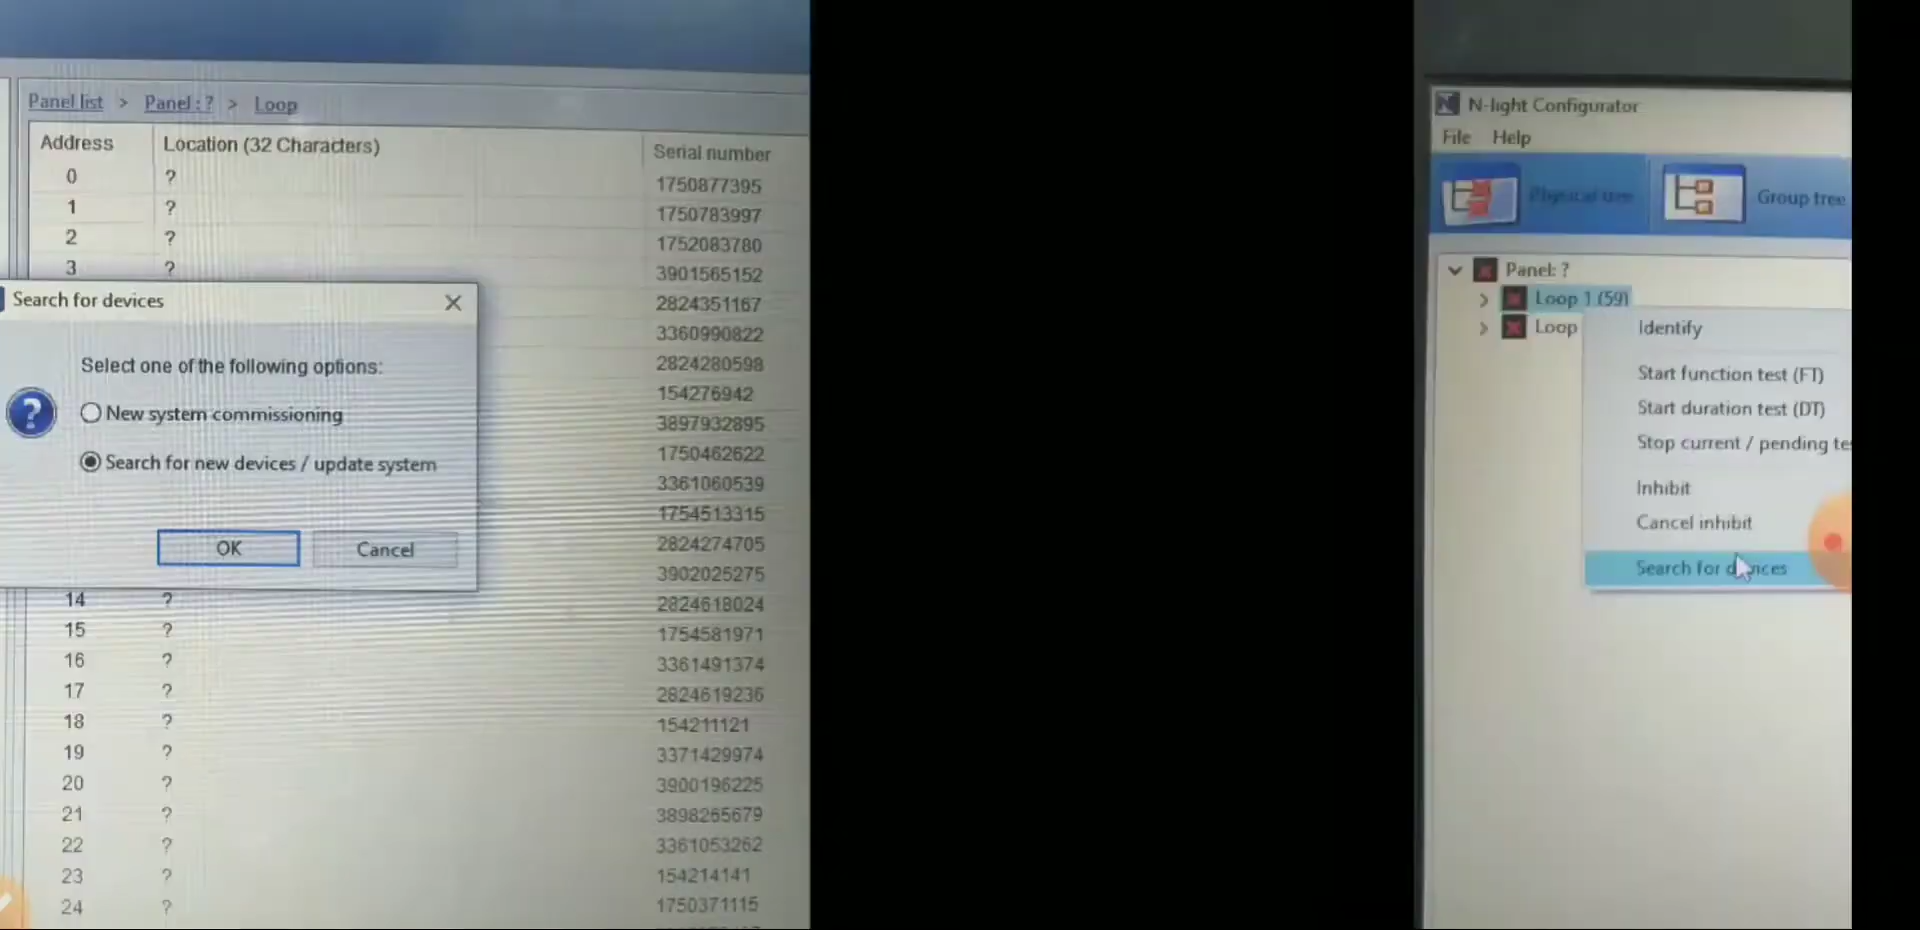 Panel list > Panel : ? > Loop
Address Location (32 Characters) Serial number
0 ? 1750877395
1 ? 1750783997
2 ? 1752083780
3 ? 3901565152
2824351167
3360990822
2824280598
154276942
3897932895
1750462622
3361060539
1754513315
2824274705
3902025275
14 ? 2824618024
15 ? 1754581971
16 ? 3361491374
17 ? 2824619236
18 ? 154211121
19 ? 3371429974
20 ? 3900196225
21 ? 3898265679
22 ? 3361053262
23 ? 154214141
24 ? 1750371115
Search for devices
Select one of the following options:
New system commissioning
Search for new devices / update system
OK Cancel
N-light Configurator
File Help
Physical tree Group tree
Panel: ?
Loop 1 (59)
Loop
Identify
Start function test (FT)
Start duration test (DT)
Stop current / pending te
Inhibit
Cancel inhibit
Search for devices